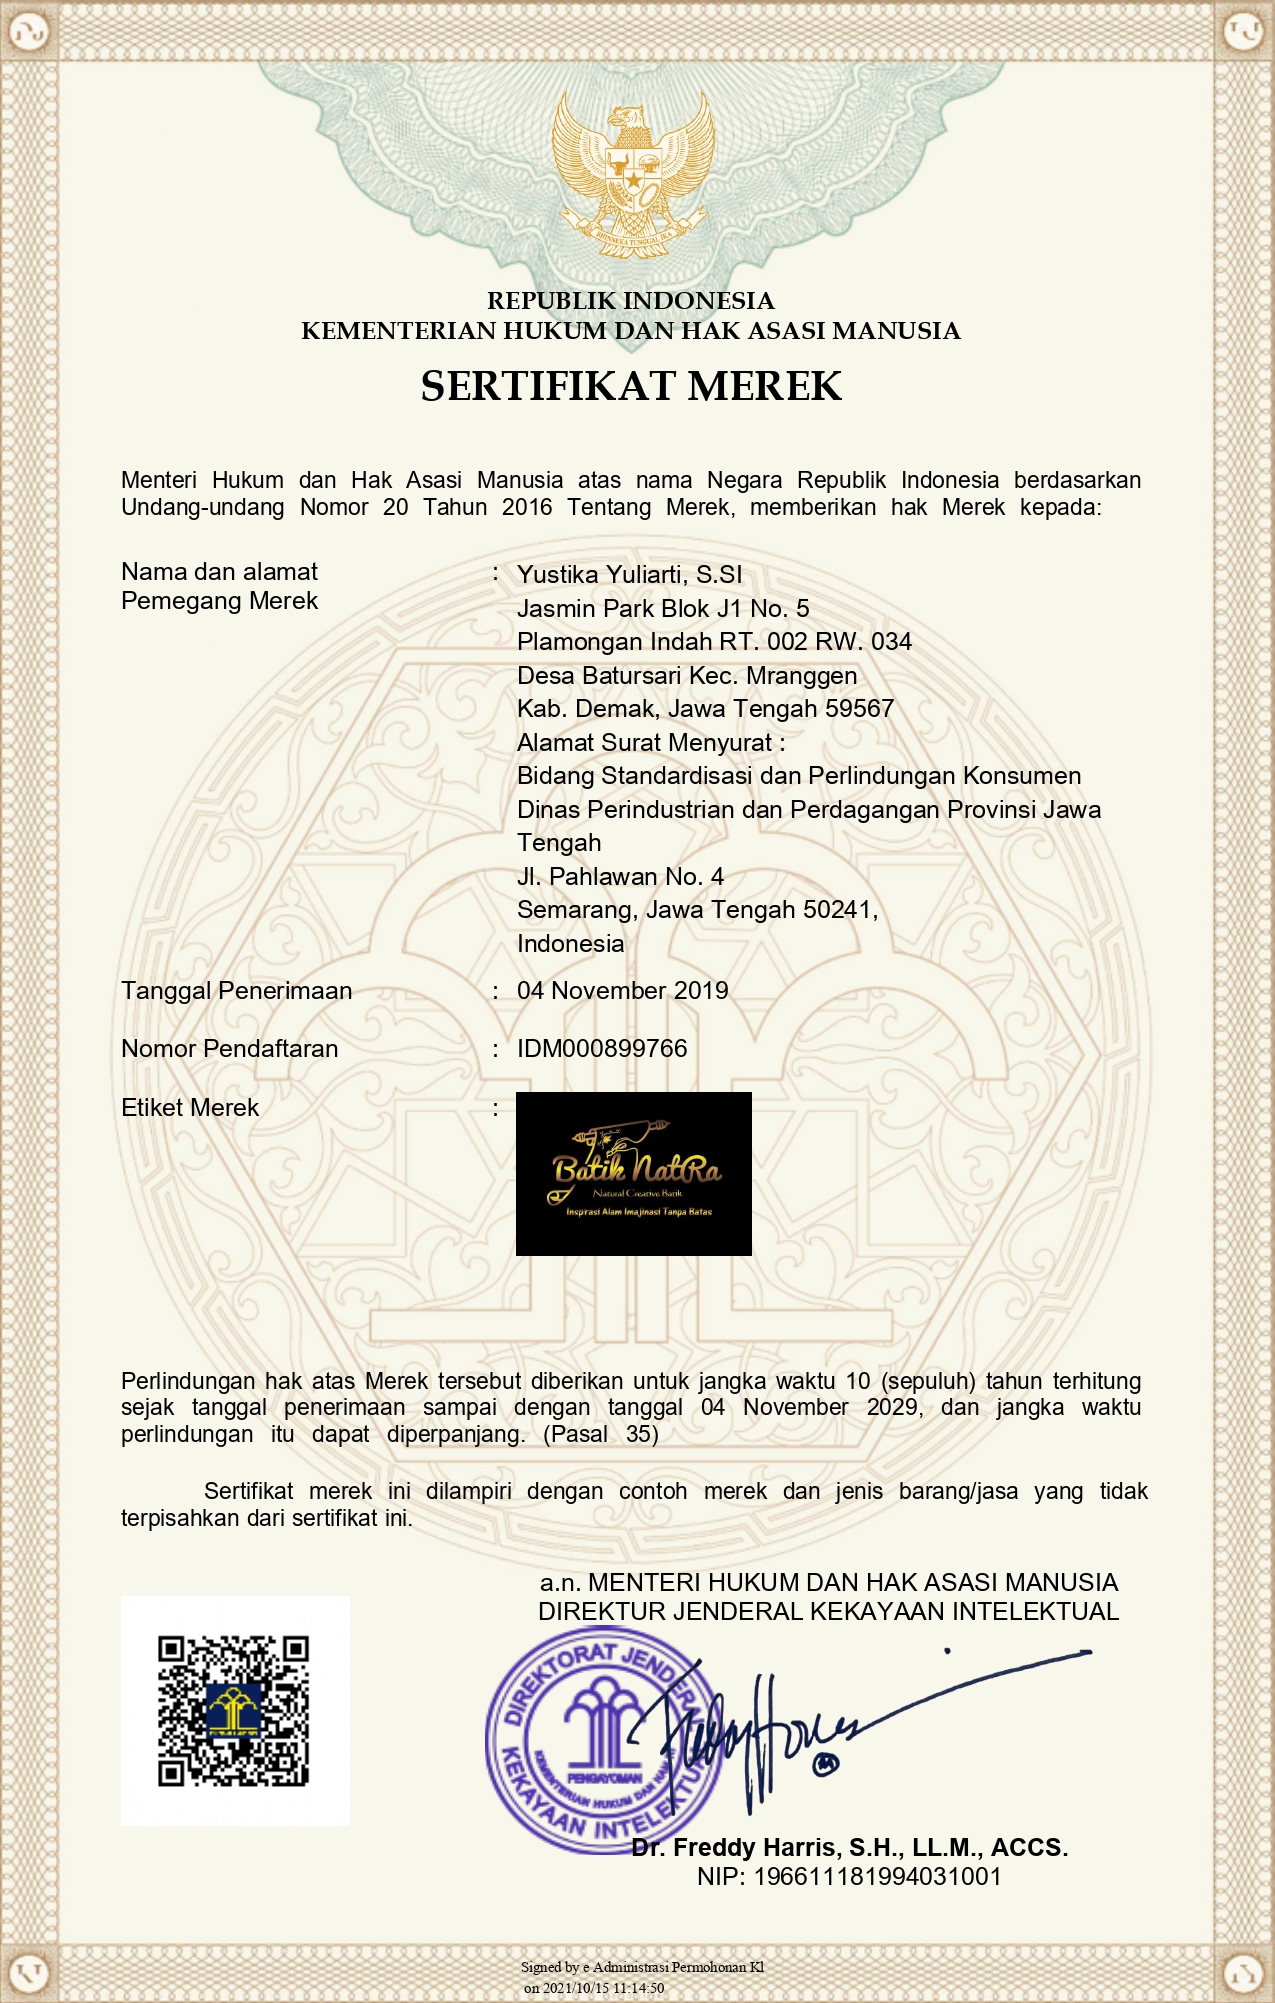 BHINNEKA TUNGGAL IKA
REPUBLIK INDONESIA
KEMENTERIAN HUKUM DAN HAK ASASI MANUSIA
SERTIFIKAT MEREK
Menteri Hukum dan Hak Asasi Manusia atas nama Negara Republik Indonesia berdasarkan
Undang-undang Nomor 20 Tahun 2016 Tentang Merek, memberikan hak Merek kepada:
Nama dan alamat : Yustika Yuliarti, S.SI
Pemegang Merek
Jasmin Park Blok J1 No. 5
Plamongan Indah RT. 002 RW. 034
Desa Batursari Kec. Mranggen
Kab. Demak, Jawa Tengah 59567
Alamat Surat Menyurat :
Bidang Standardisasi dan Perlindungan Konsumen
Dinas Perindustrian dan Perdagangan Provinsi Jawa
Tengah
Jl. Pahlawan No. 4
Semarang, Jawa Tengah 50241,
Indonesia
Tanggal Penerimaan : 04 November 2019
Nomor Pendaftaran : IDM000899766
Etiket Merek :
Batik NatRa
Natural Creative Batik
Inspirasi Alam Imajinasi Tanpa Batas
Perlindungan hak atas Merek tersebut diberikan untuk jangka waktu 10 (sepuluh) tahun terhitung
sejak tanggal penerimaan sampai dengan tanggal 04 November 2029, dan jangka waktu
perlindungan itu dapat diperpanjang. (Pasal 35)
Sertifikat merek ini dilampiri dengan contoh merek dan jenis barang/jasa yang tidak
terpisahkan dari sertifikat ini.
a.n. MENTERI HUKUM DAN HAK ASASI MANUSIA
DIREKTUR JENDERAL KEKAYAAN INTELEKTUAL
DIREKTORAT JENDERAL
KEKAYAAN INTELEKTUAL
KEMENTERIAN HUKUM DAN HAM RI
PENGAYOMAN
Dr. Freddy Harris, S.H., LL.M., ACCS.
NIP: 196611181994031001
Signed by e Administrasi Permohonan KI
on 2021/10/15 11:14:50